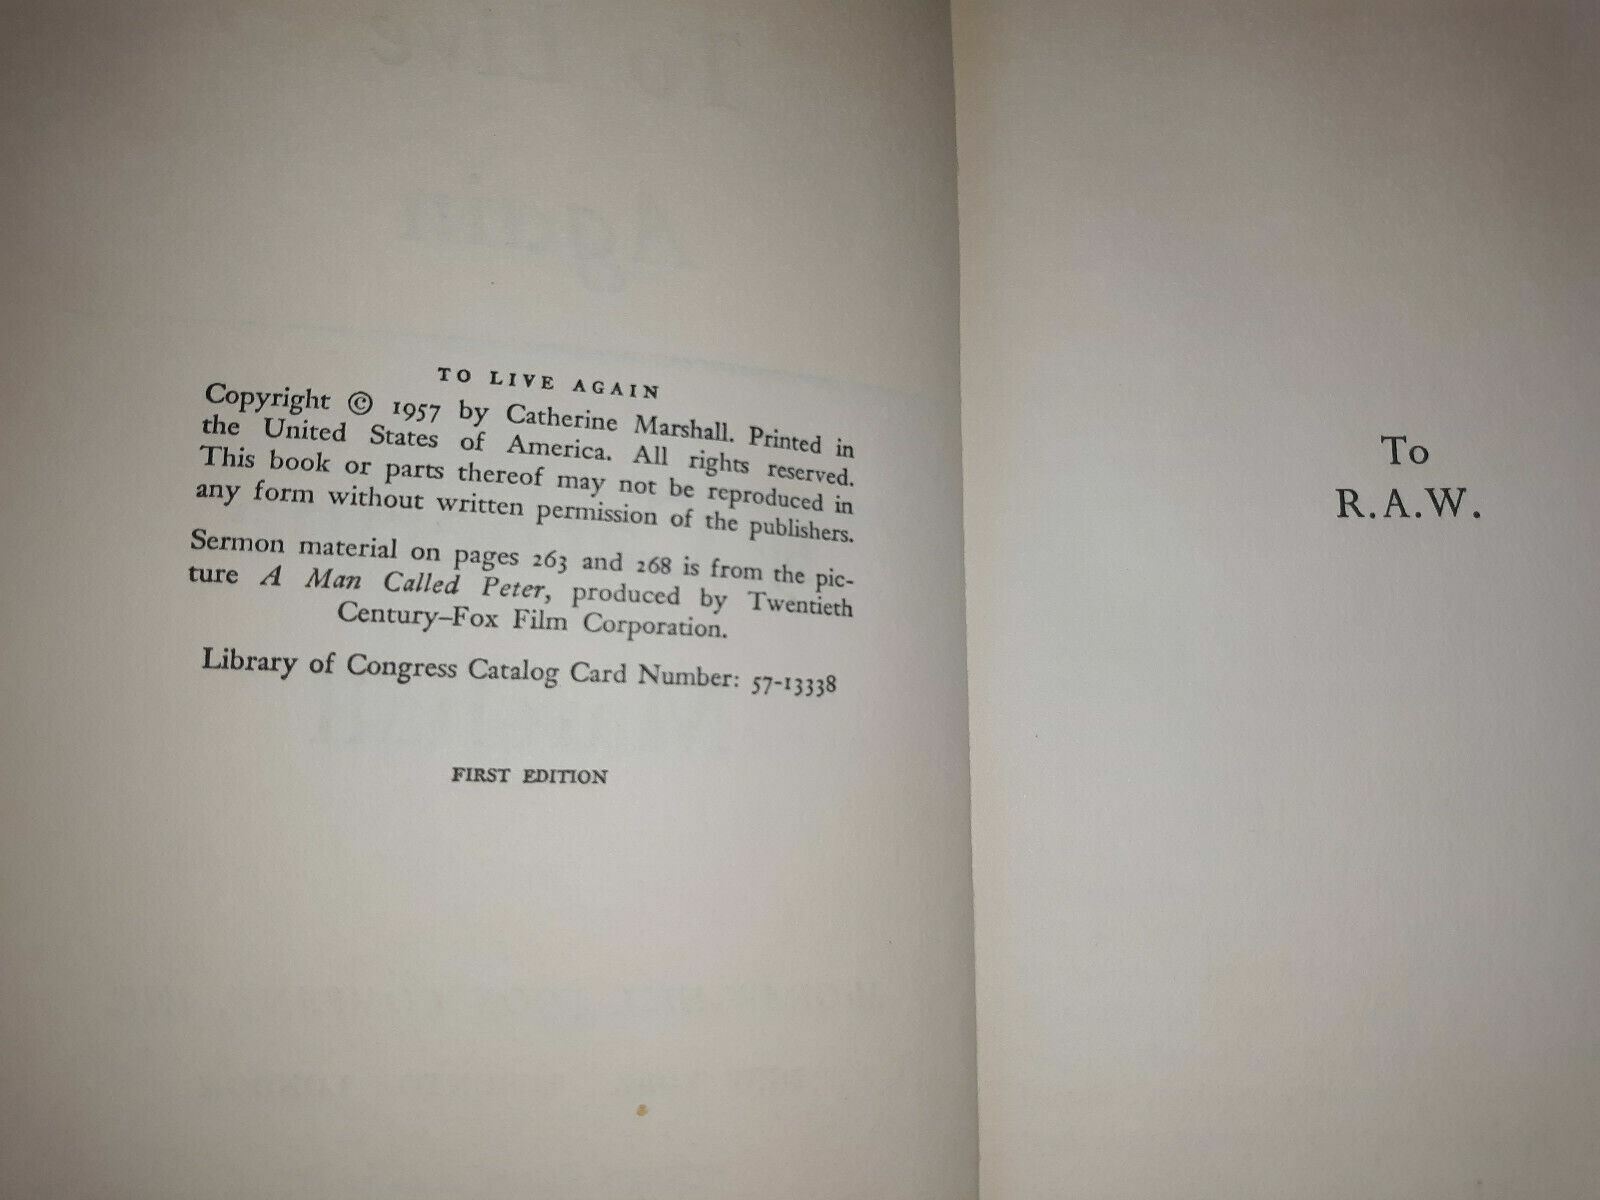 TO LIVE AGAIN
Copyright © 1957 by Catherine Marshall. Printed in
the United States of America. All rights reserved.
This book or parts thereof may not be reproduced in
any form without written permission of the publishers.
Sermon material on pages 263 and 268 is from the pic-
ture A Man Called Peter, produced by Twentieth
Century–Fox Film Corporation.
Library of Congress Catalog Card Number: 57-13338
FIRST EDITION
To
R.A.W.